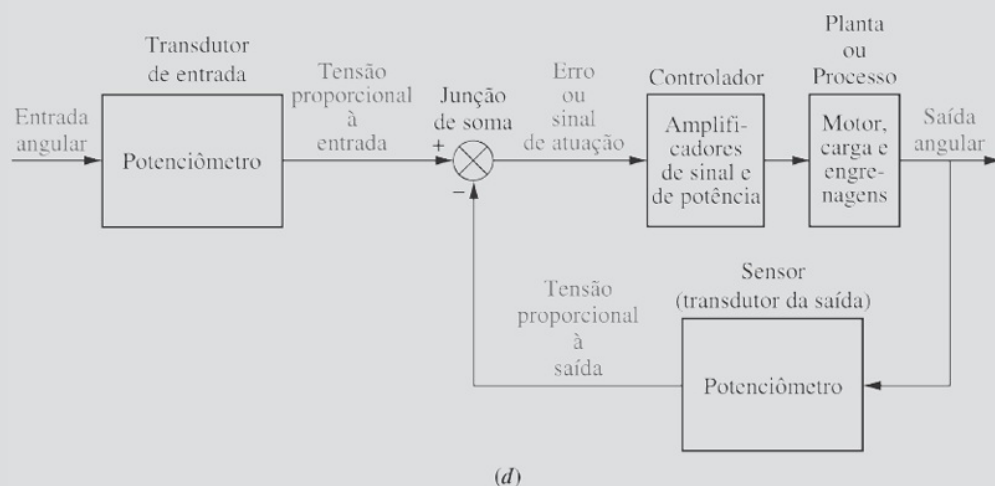 Transdutor
de entrada
Entrada
angular
Potenciômetro
Tensão
proporcional
à
entrada
Junção
de soma
+
−
Erro
ou
sinal
de atuação
Controlador
Amplifi-
cadores
de sinal e
de potência
Planta
ou
Processo
Motor,
carga e
engre-
nagens
Saída
angular
Tensão
proporcional
à
saída
Sensor
(transdutor da saída)
Potenciômetro
(d)